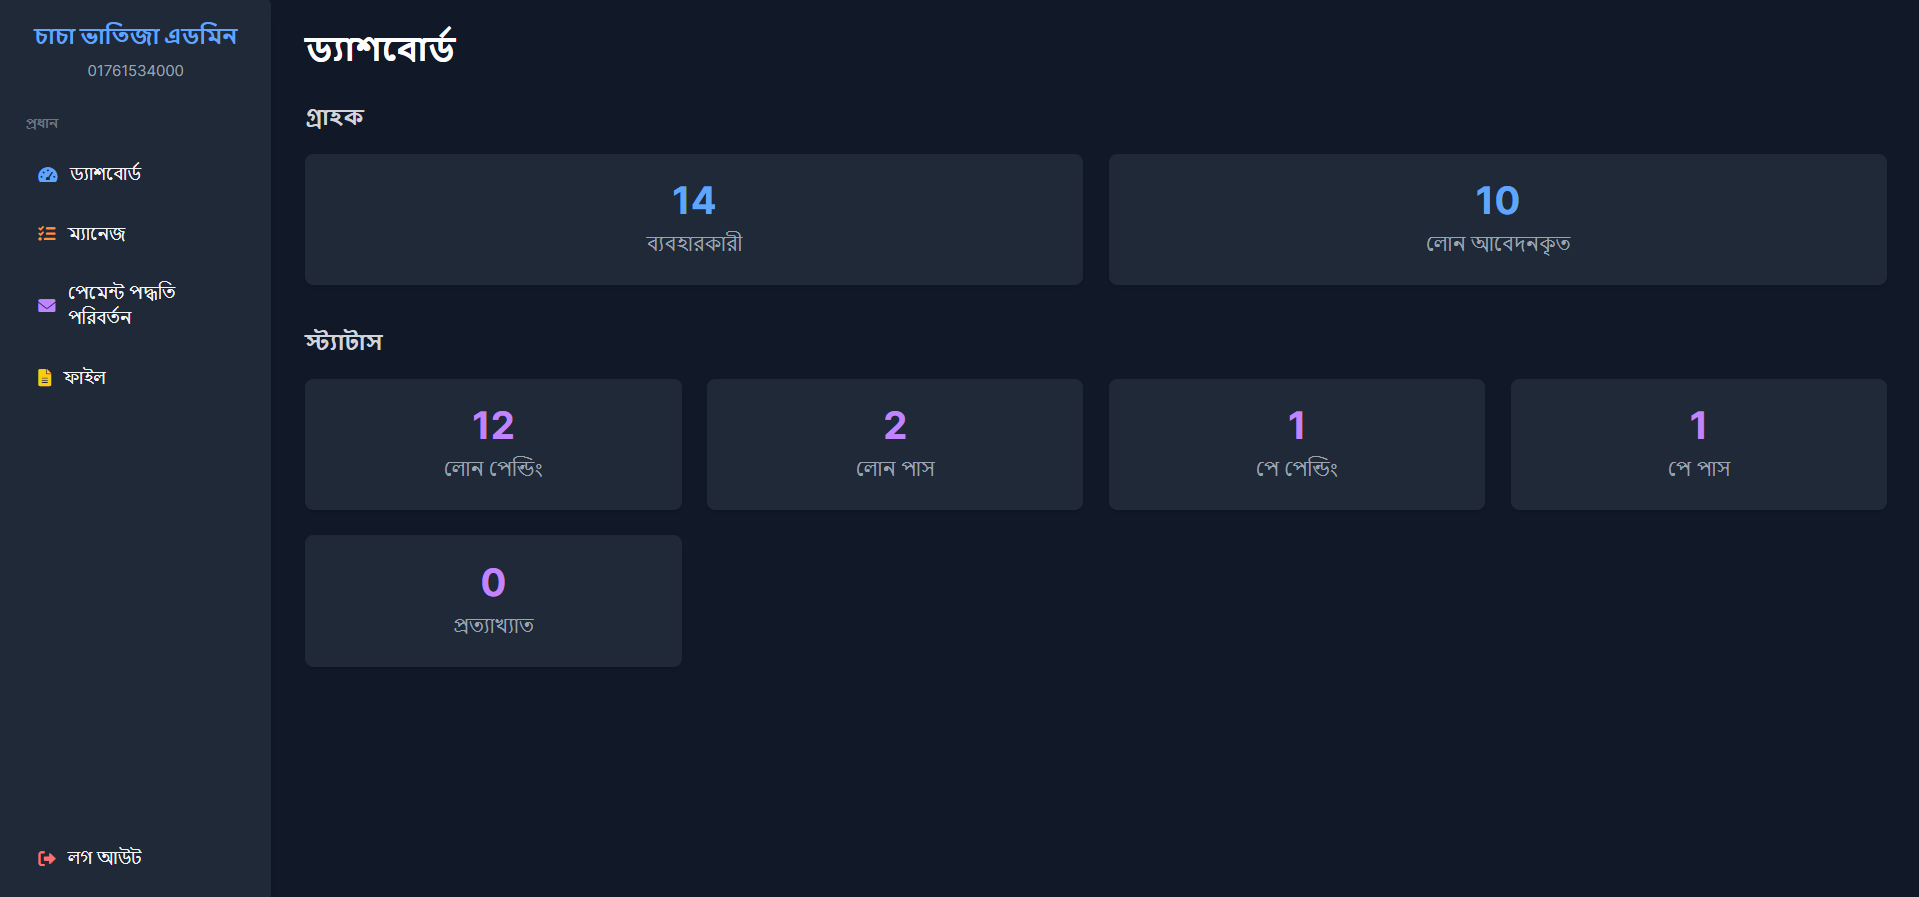 চাচা ভাতিজা এডমিন
01761534000
প্রধান
ড্যাশবোর্ড
ম্যানেজ
পেমেন্ট পদ্ধতি
পরিবর্তন
ফাইল
লগ আউট
ড্যাশবোর্ড
গ্রাহক
14
ব্যবহারকারী
10
লোন আবেদনকৃত
স্ট্যাটাস
12
লোন পেন্ডিং
2
লোন পাস
1
পে পেন্ডিং
1
পে পাস
0
প্রত্যাখ্যাত